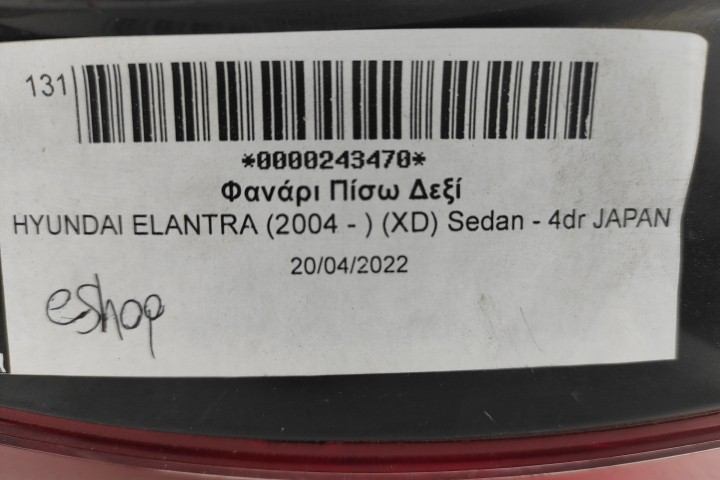 131
*0000243470*
Φανάρι Πίσω Δεξί
HYUNDAI ELANTRA (2004 - ) (XD) Sedan - 4dr JAPAN
20/04/2022
eshop